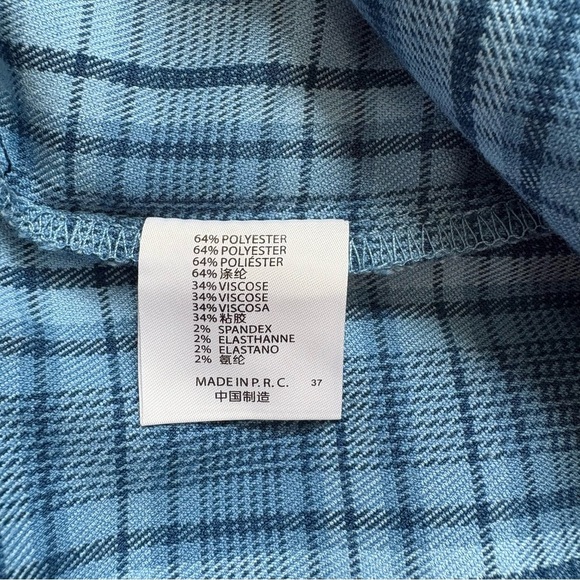 64% POLYESTER
64% POLYESTER
64% POLIÉSTER
64% 涤纶
34% VISCOSE
34% VISCOSE
34% VISCOSA
34% 粘胶
2% SPANDEX
2% ELASTHANNE
2% ELASTANO
2% 氨纶
MADE IN P. R. C. 37
中国制造